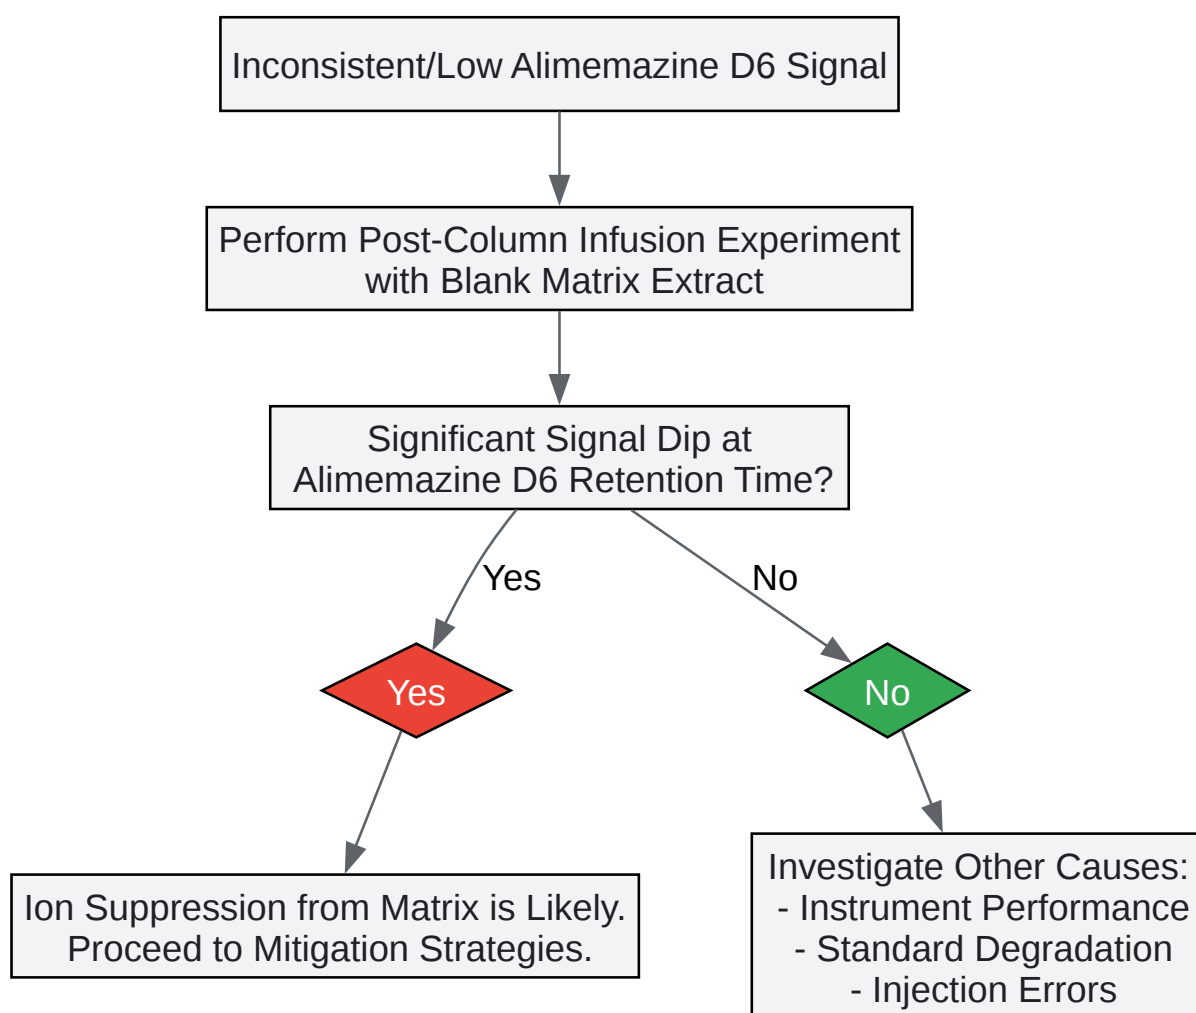 Inconsistent/Low Alimemazine D6 Signal
Perform Post-Column Infusion Experiment
with Blank Matrix Extract
Significant Signal Dip at
Alimemazine D6 Retention Time?
Yes
No
Yes
No
Ion Suppression from Matrix is Likely.
Proceed to Mitigation Strategies.
Investigate Other Causes:
- Instrument Performance
- Standard Degradation
- Injection Errors